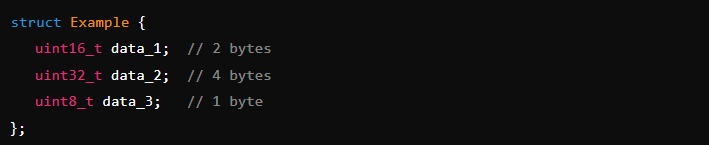 struct Example {
   uint16_t data_1;  // 2 bytes
   uint32_t data_2;  // 4 bytes
   uint8_t data_3;   // 1 byte
};